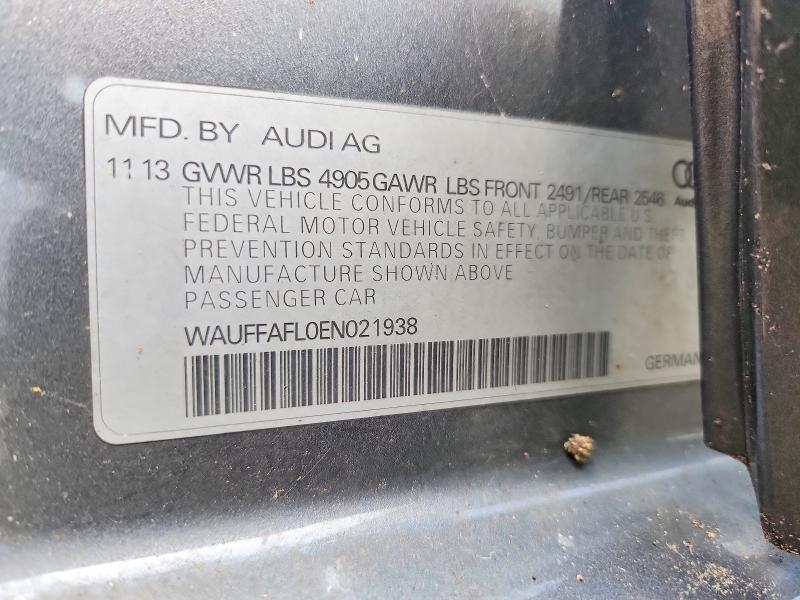 MFD. BY AUDI AG
11 13 GVWR LBS 4905 GAWR LBS FRONT 2491/REAR 2546
THIS VEHICLE CONFORMS TO ALL APPLICABLE U.S.
FEDERAL MOTOR VEHICLE SAFETY, BUMPER AND THEFT
PREVENTION STANDARDS IN EFFECT ON THE DATE OF
MANUFACTURE SHOWN ABOVE
PASSENGER CAR
WAUFFAFL0EN021938
GERMAN
Audi